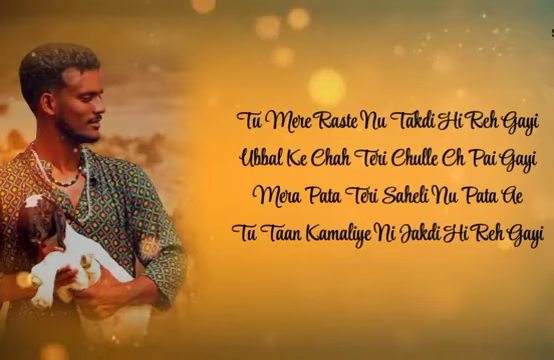 Tu Mere Raste Nu Takdi Hi Reh Gayi
Ubbal Ke Chah Teri Chulle Ch Pai Gayi
Mera Pata Teri Saheli Nu Pata Ae
Tu Taan Kamaliye Ni Jakdi Hi Reh Gayi